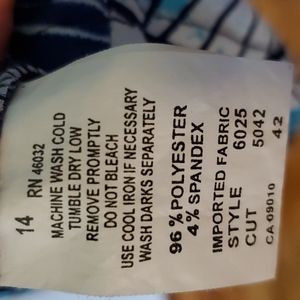 14 RN 46032
MACHINE WASH COLD
TUMBLE DRY LOW
REMOVE PROMPTLY
DO NOT BLEACH
USE COOL IRON IF NECESSARY
WASH DARKS SEPARATELY
96% POLYESTER
4% SPANDEX
IMPORTED FABRIC
STYLE 6025
CUT 5042
CA 09010 42